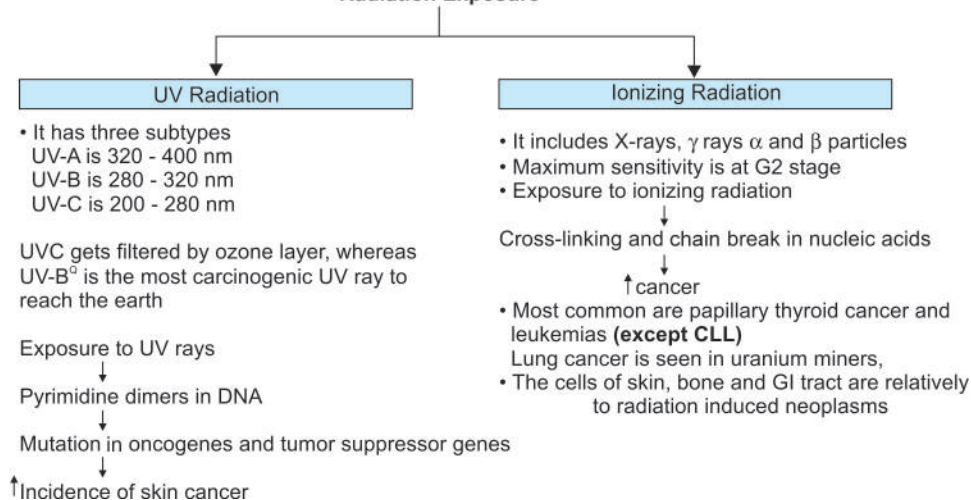 Radiation Exposure
UV Radiation
• It has three subtypes
UV-A is 320 - 400 nm
UV-B is 280 - 320 nm
UV-C is 200 - 280 nm
UVC gets filtered by ozone layer, whereas
UV-B^Q is the most carcinogenic UV ray to
reach the earth
Exposure to UV rays
↓
Pyrimidine dimers in DNA
↓
Mutation in oncogenes and tumor suppressor genes
↓
↑Incidence of skin cancer
Ionizing Radiation
• It includes X-rays, γ rays α and β particles
• Maximum sensitivity is at G2 stage
• Exposure to ionizing radiation
↓
Cross-linking and chain break in nucleic acids
↓
↑cancer
• Most common are papillary thyroid cancer and
leukemias (except CLL)
Lung cancer is seen in uranium miners,
• The cells of skin, bone and GI tract are relatively
to radiation induced neoplasms